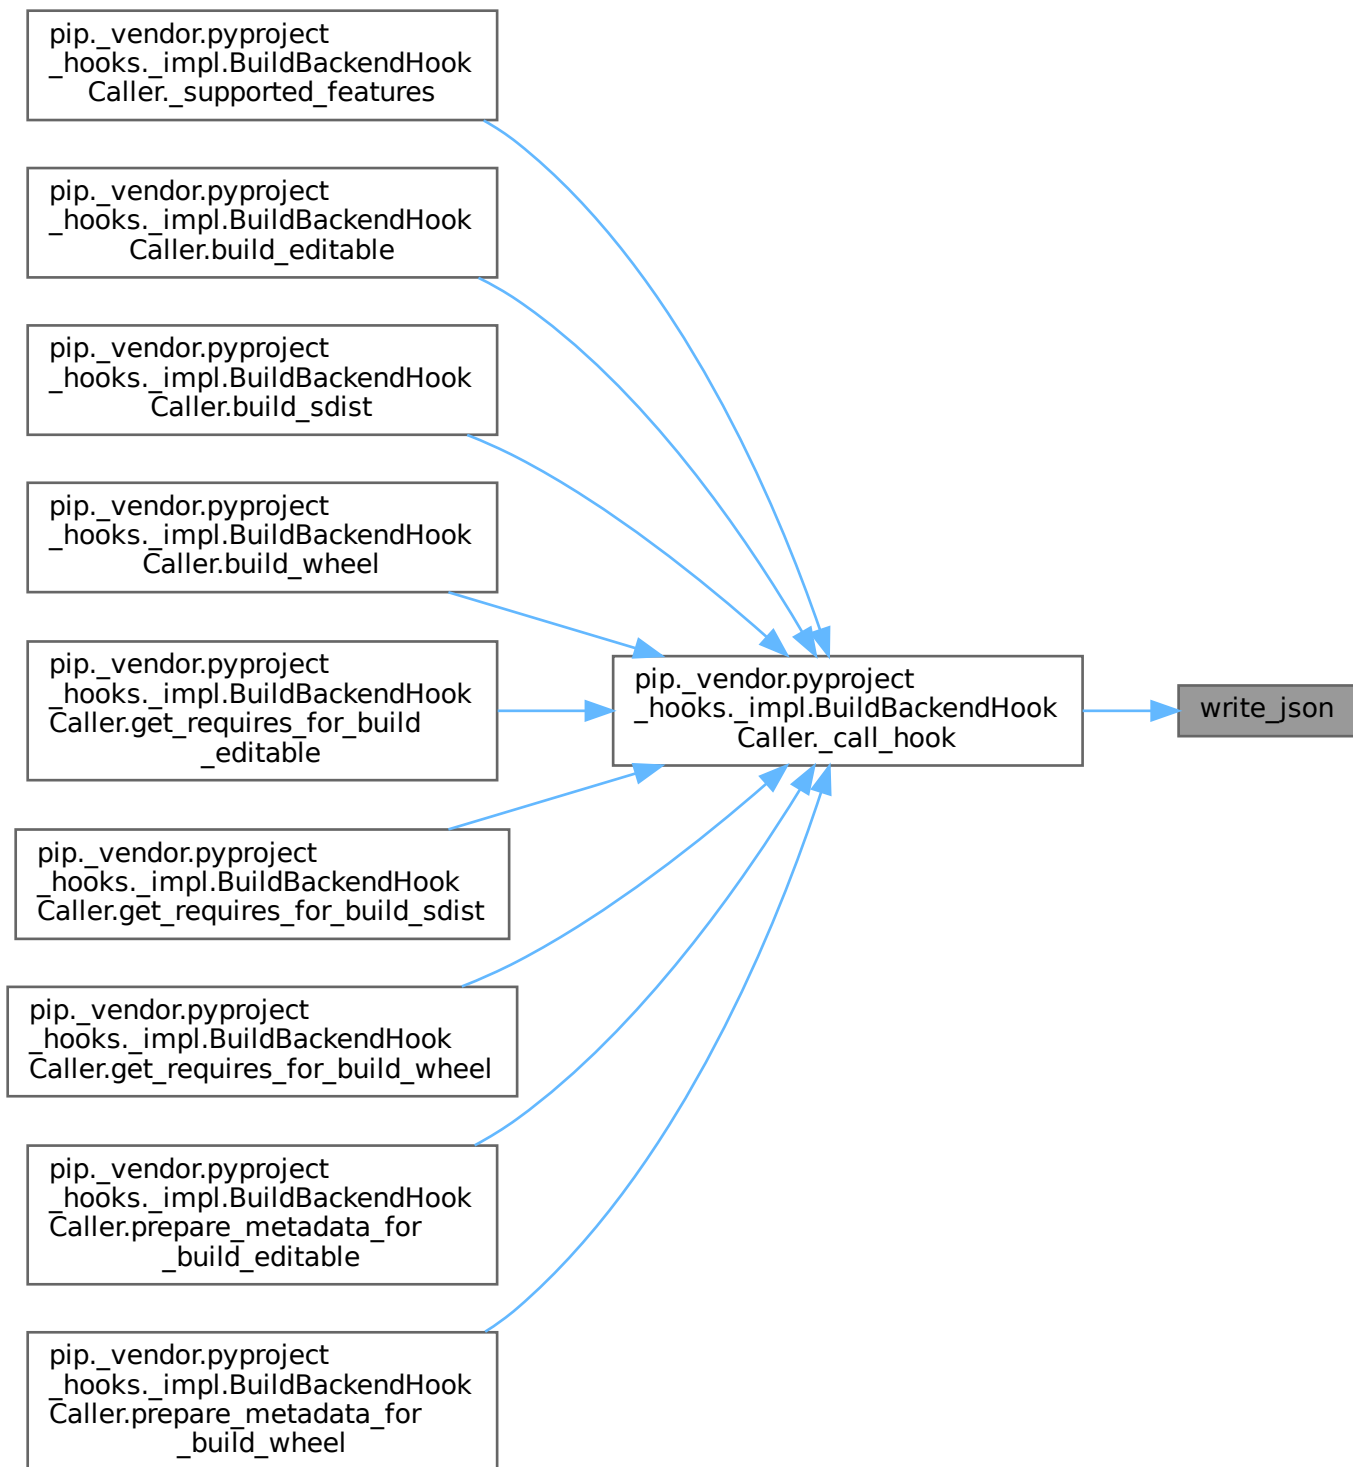 pip._vendor.pyproject
_hooks._impl.BuildBackendHook
Caller._supported_features
pip._vendor.pyproject
_hooks._impl.BuildBackendHook
Caller.build_editable
pip._vendor.pyproject
_hooks._impl.BuildBackendHook
Caller.build_sdist
pip._vendor.pyproject
_hooks._impl.BuildBackendHook
Caller.build_wheel
pip._vendor.pyproject
_hooks._impl.BuildBackendHook
Caller.get_requires_for_build
_editable
pip._vendor.pyproject
_hooks._impl.BuildBackendHook
Caller.get_requires_for_build_sdist
pip._vendor.pyproject
_hooks._impl.BuildBackendHook
Caller.get_requires_for_build_wheel
pip._vendor.pyproject
_hooks._impl.BuildBackendHook
Caller.prepare_metadata_for
_build_editable
pip._vendor.pyproject
_hooks._impl.BuildBackendHook
Caller.prepare_metadata_for
_build_wheel
pip._vendor.pyproject
_hooks._impl.BuildBackendHook
Caller._call_hook
write_json